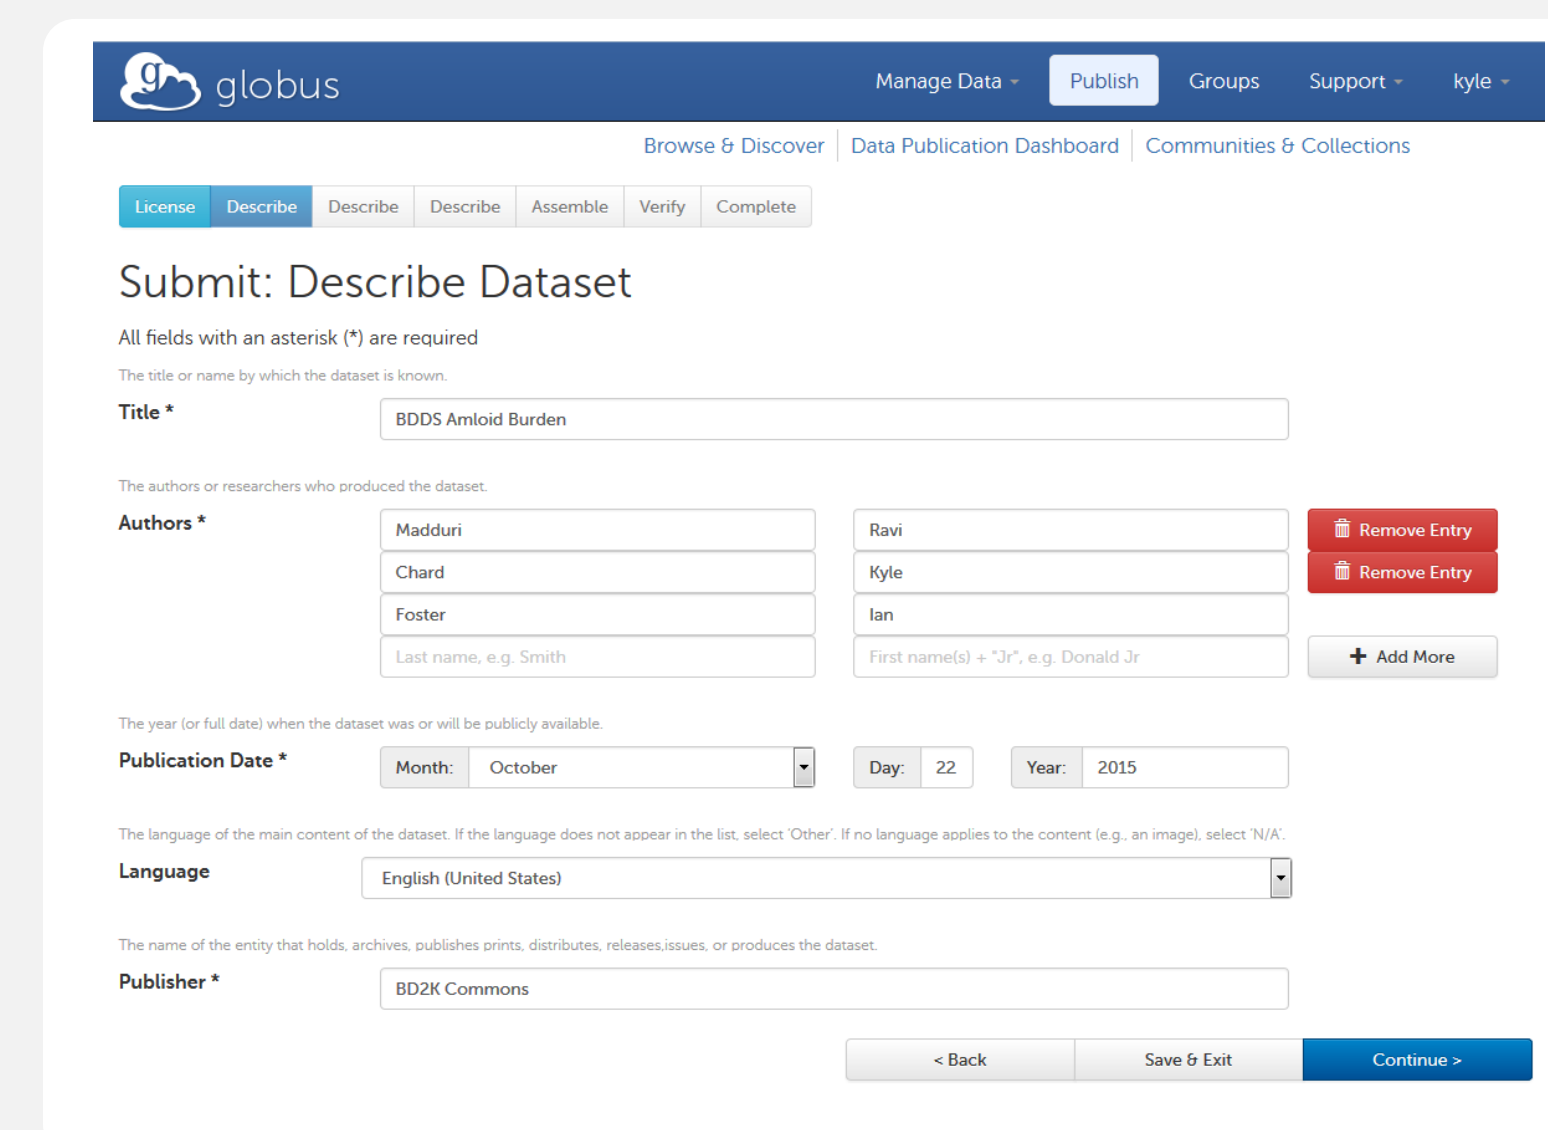 globus
Manage Data Publish Groups Support kyle
Browse & Discover Data Publication Dashboard Communities & Collections
License Describe Describe Describe Assemble Verify Complete
Submit: Describe Dataset
All fields with an asterisk (*) are required
The title or name by which the dataset is known.
Title * BDDS Amloid Burden
The authors or researchers who produced the dataset.
Authors * Madduri Ravi Remove Entry
Chard Kyle Remove Entry
Foster Ian
Last name, e.g. Smith First name(s) + "Jr", e.g. Donald Jr + Add More
The year (or full date) when the dataset was or will be publicly available.
Publication Date * Month: October Day: 22 Year: 2015
The language of the main content of the dataset. If the language does not appear in the list, select 'Other'. If no language applies to the content (e.g., an image), select 'N/A'.
Language English (United States)
The name of the entity that holds, archives, publishes prints, distributes, releases,issues, or produces the dataset.
Publisher * BD2K Commons
< Back Save & Exit Continue >